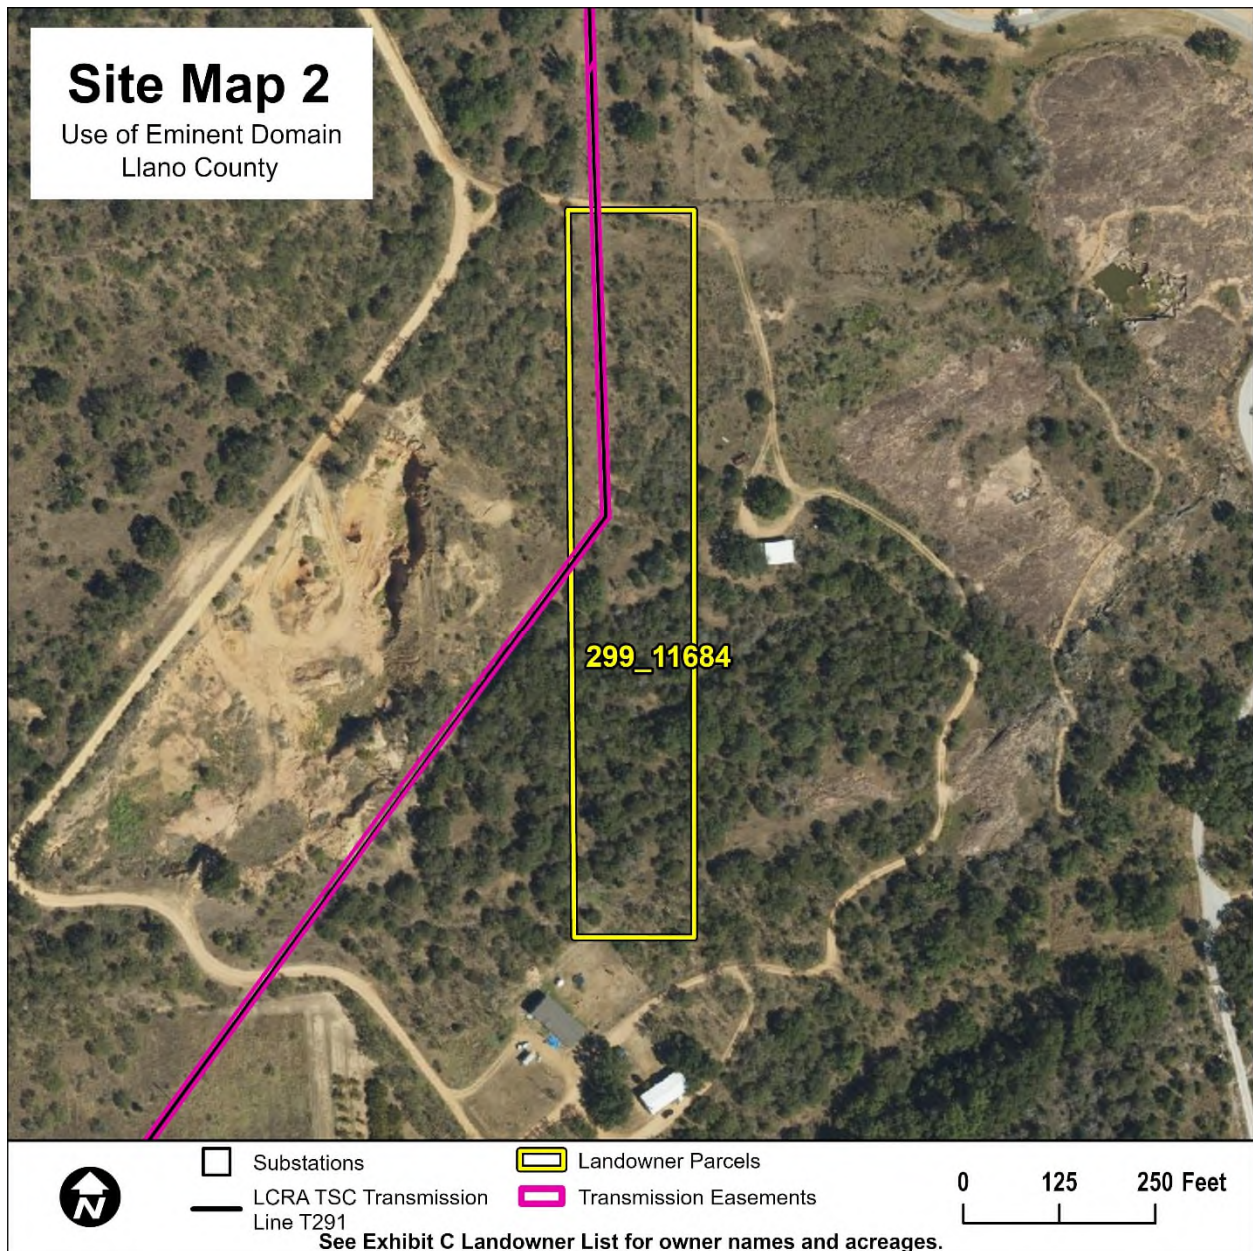 Site Map 2
Use of Eminent Domain
Llano County
299_11684
N
Substations
LCRA TSC Transmission
Line T291
Landowner Parcels
Transmission Easements
0 125 250 Feet
See Exhibit C Landowner List for owner names and acreages.